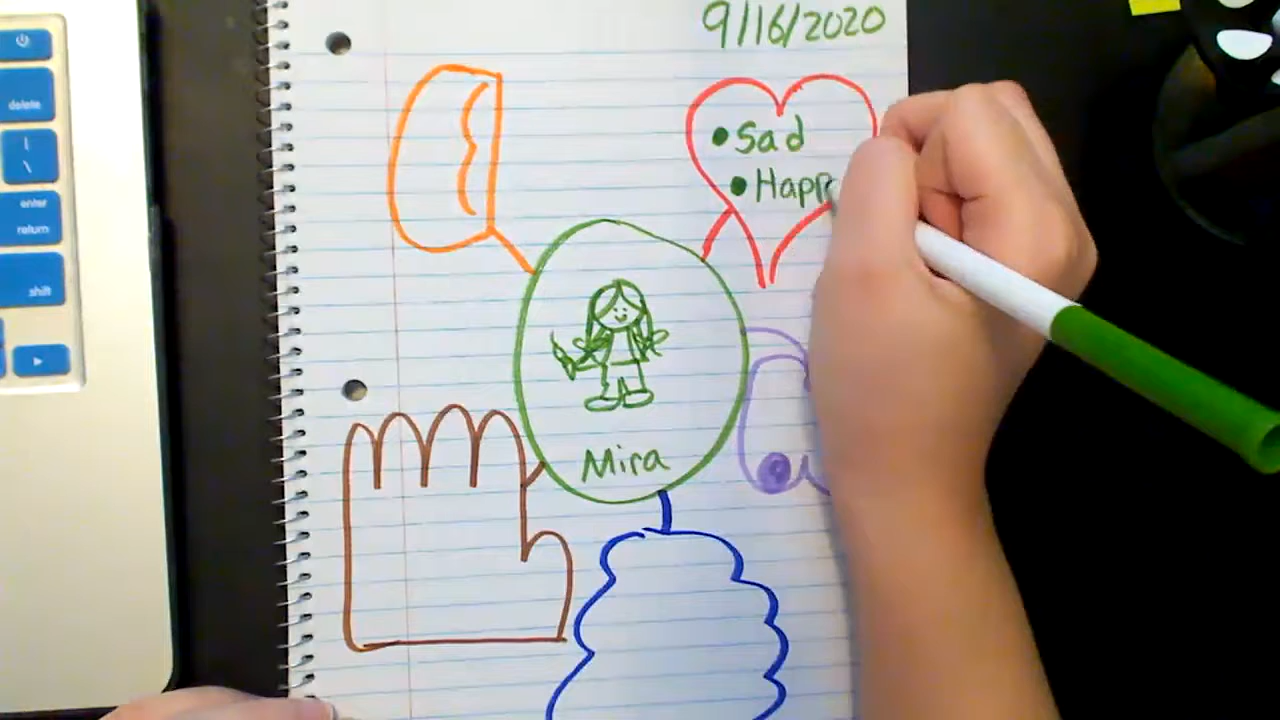 9/16/2020
• Sad
• Happ
Mira
delete
|
\
enter
return
shift